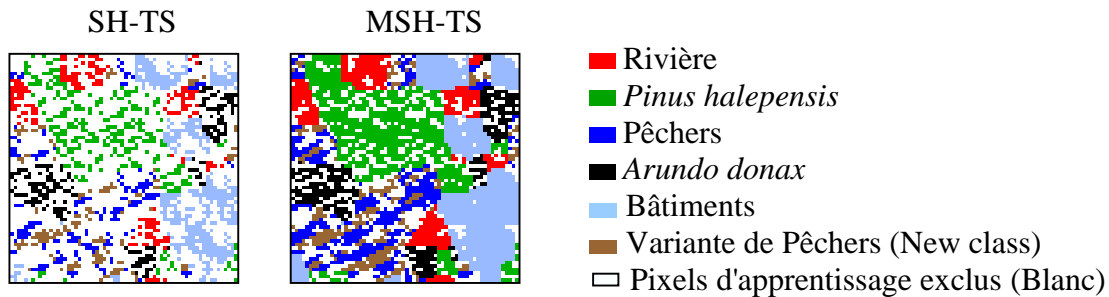 SH-TS
MSH-TS
Rivière
Pinus halepensis
Pêchers
Arundo donax
Bâtiments
Variante de Pêchers (New class)
Pixels d'apprentissage exclus (Blanc)